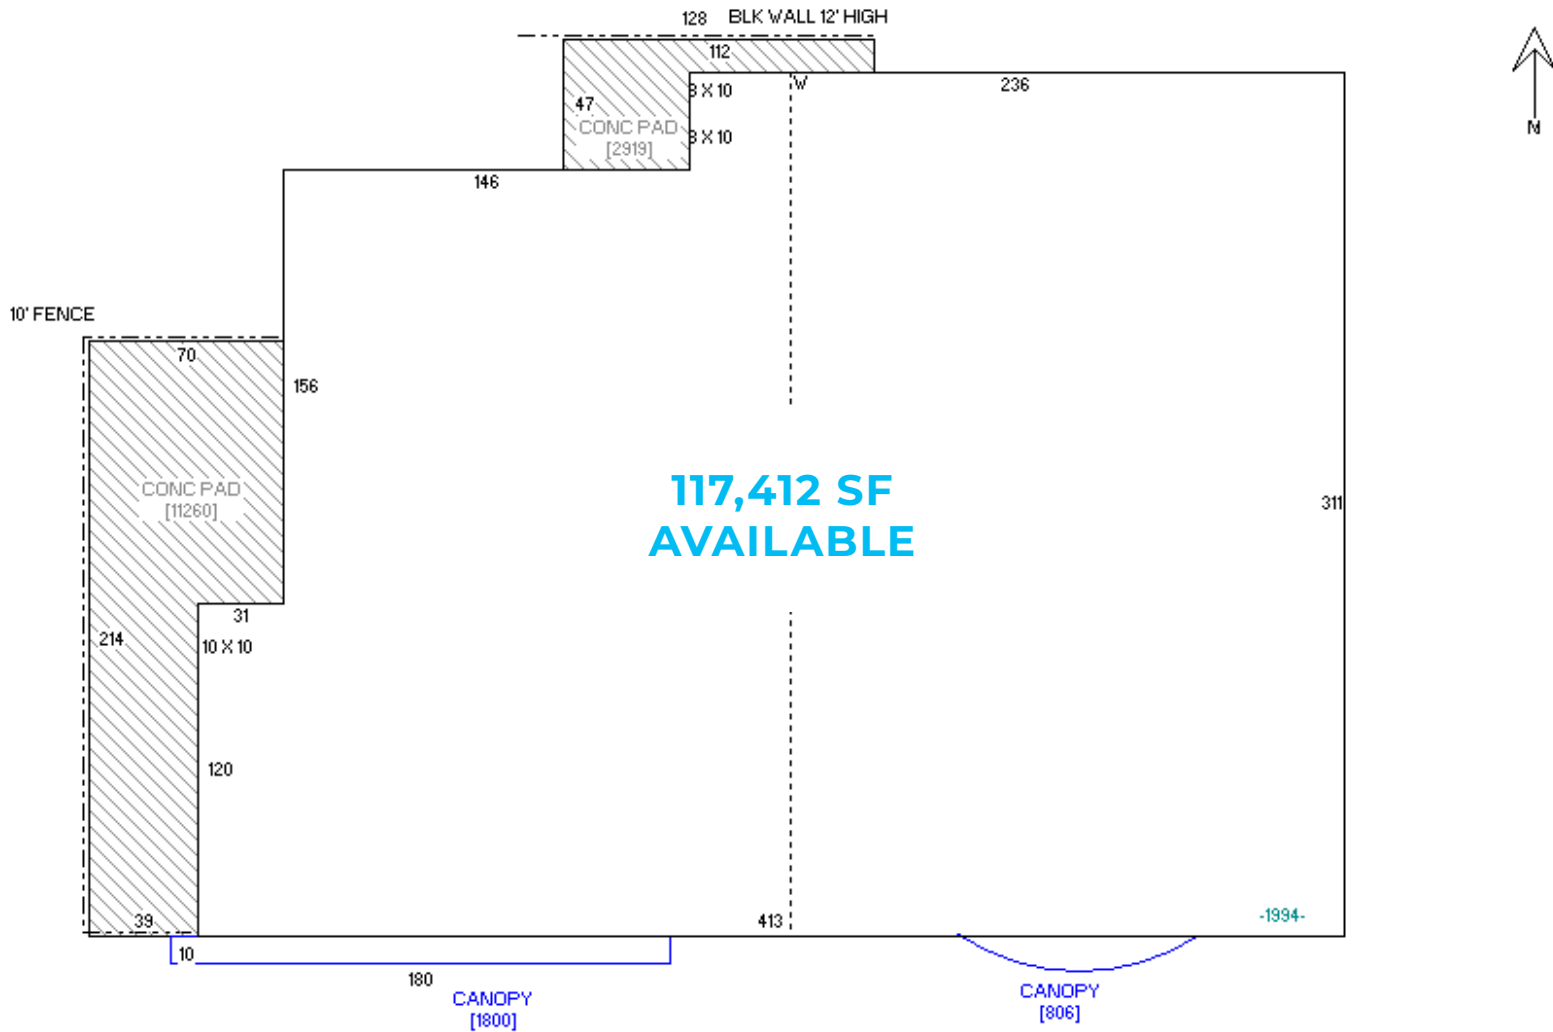 128 BLK WALL 12' HIGH
112
W
236
8 X 10
47
CONC PAD
[2919]
8 X 10
N
146
10' FENCE
70
156
CONC PAD
[11260]
117,412 SF
AVAILABLE
311
31
214
10 X 10
120
39
413
-1994-
10
180
CANOPY
[1800]
CANOPY
[806]